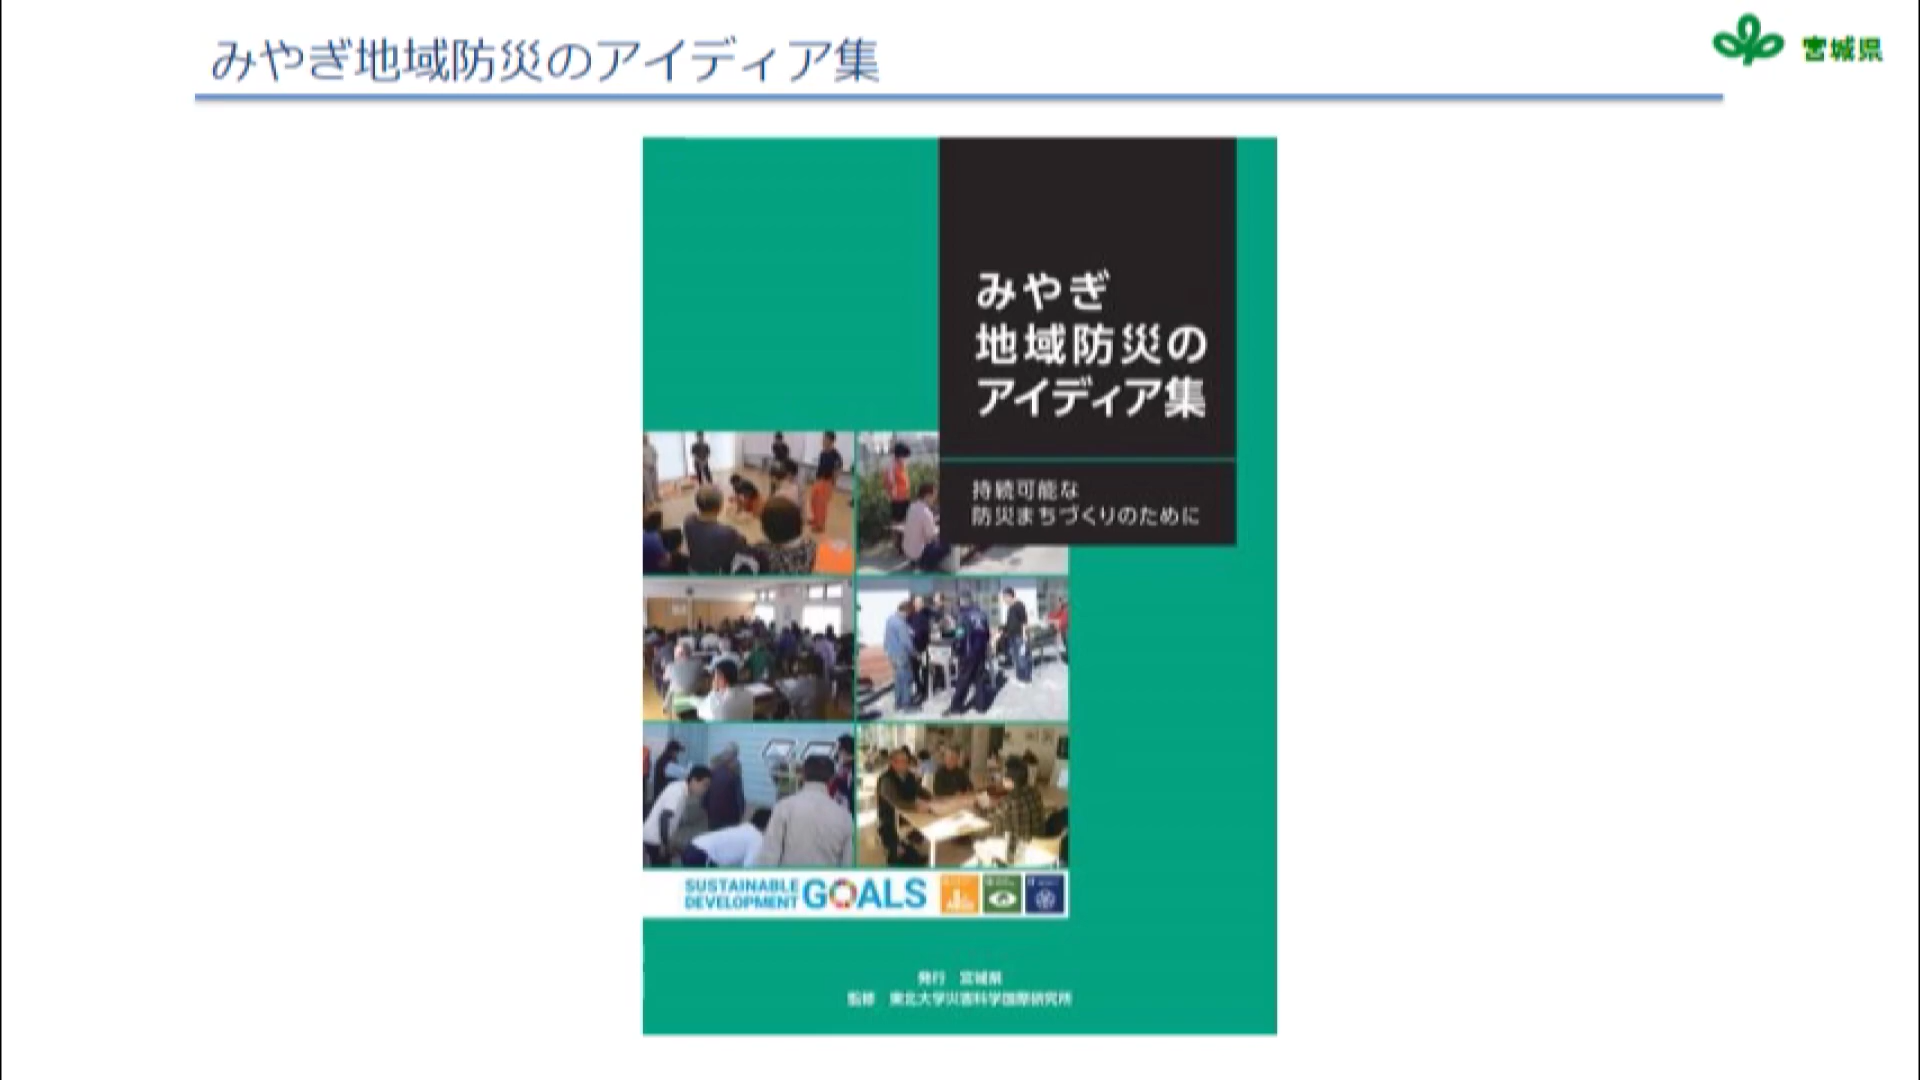 みやぎ地域防災のアイディア集
宮城県
みやぎ
地域防災の
アイディア集
持続可能な
防災まちづくりのために
SUSTAINABLE
DEVELOPMENT
GOALS
発行 宮城県
監修 東北大学災害科学国際研究所